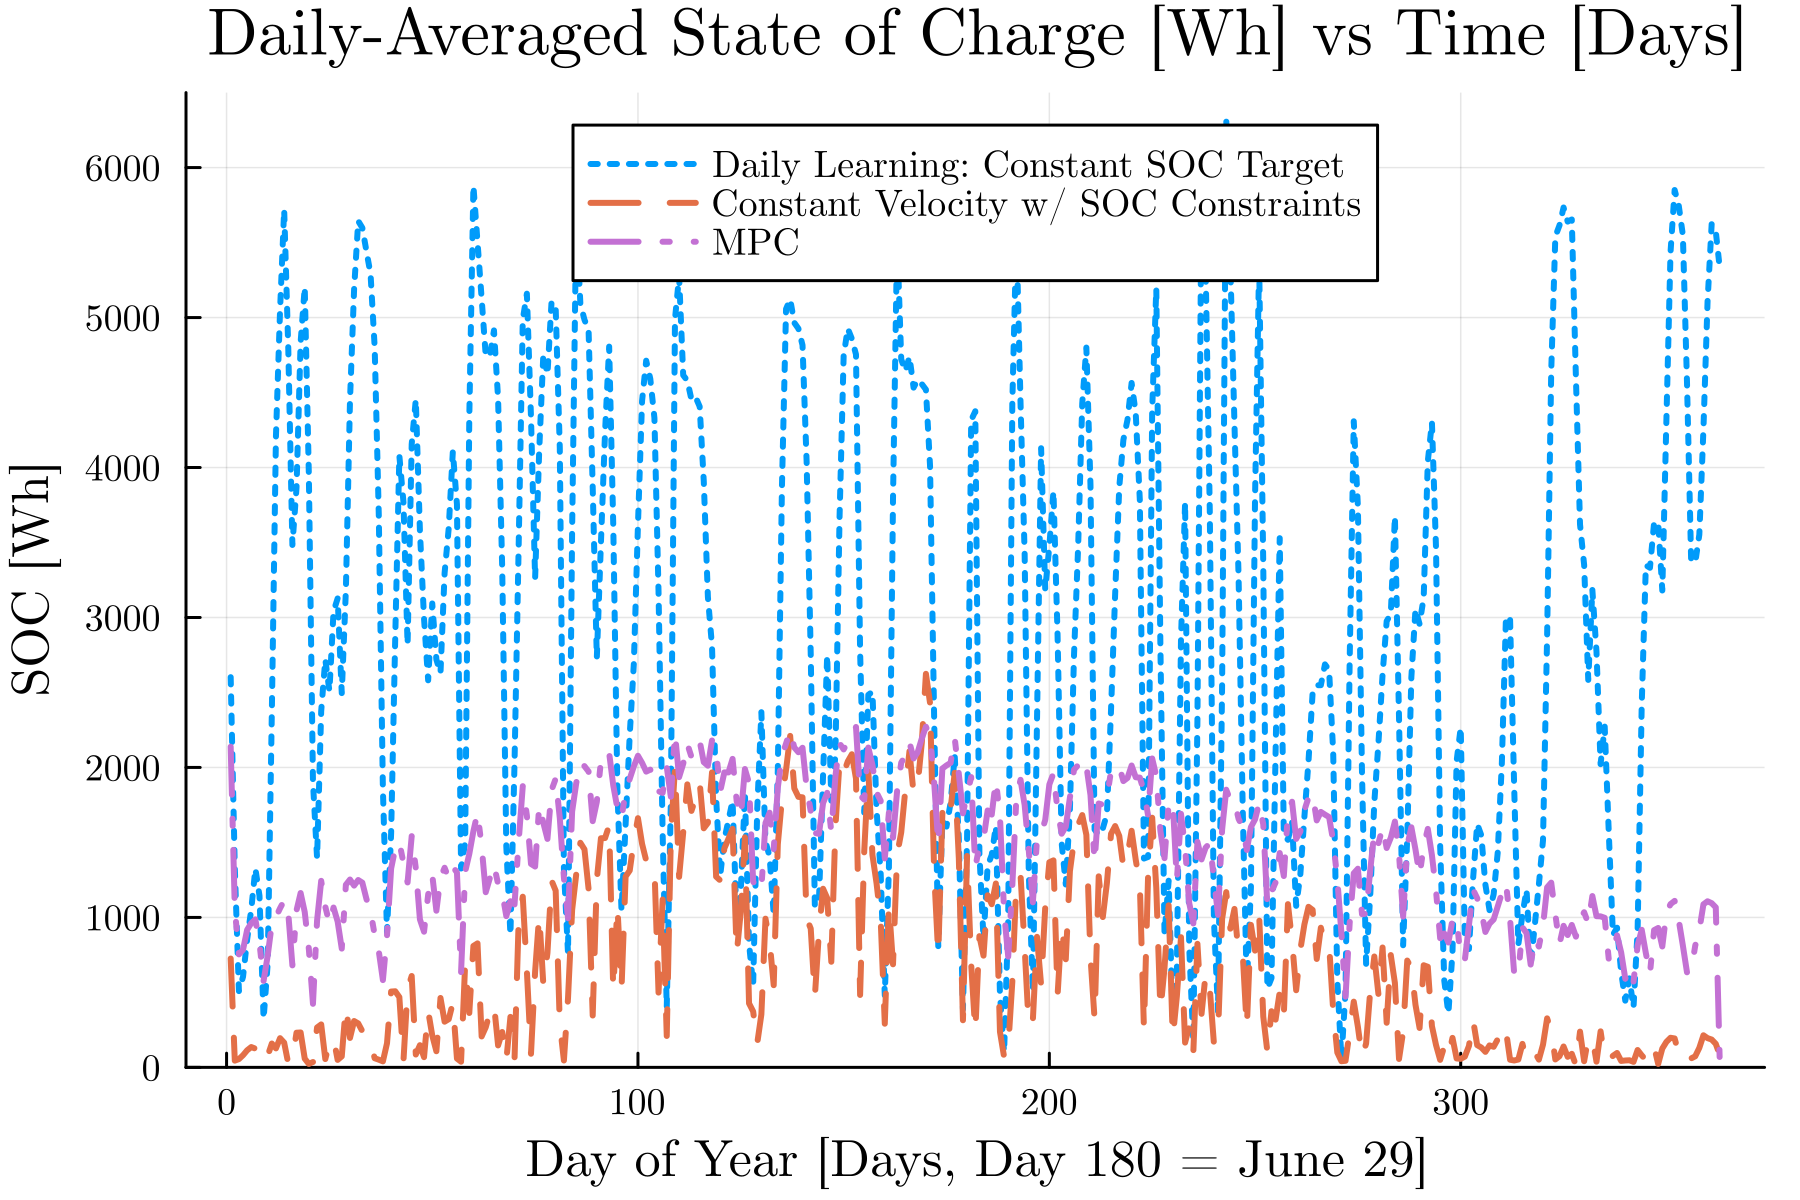 Daily-Averaged State of Charge [Wh] vs Time [Days]
Daily Learning: Constant SOC Target
Constant Velocity w/ SOC Constraints
MPC
SOC [Wh]
6000
5000
4000
3000
2000
1000
0
0 100 200 300
Day of Year [Days, Day 180 = June 29]